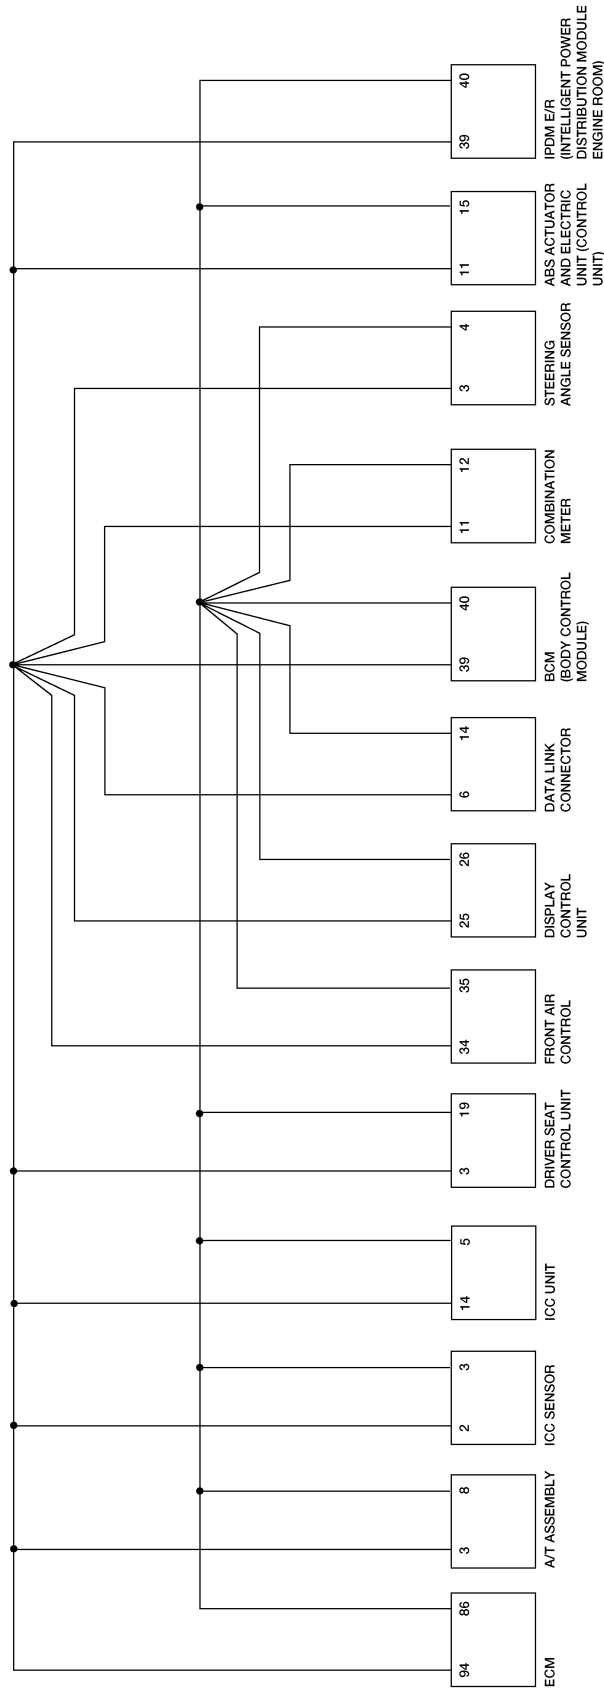 94
86
ECM
3
8
A/T ASSEMBLY
2
3
ICC SENSOR
14
5
ICC UNIT
3
19
DRIVER SEAT
CONTROL UNIT
34
35
FRONT AIR
CONTROL
25
26
DISPLAY
CONTROL
UNIT
6
14
DATA LINK
CONNECTOR
39
40
BCM
(BODY CONTROL
MODULE)
11
12
COMBINATION
METER
3
4
STEERING
ANGLE SENSOR
11
15
ABS ACTUATOR
AND ELECTRIC
UNIT (CONTROL
UNIT)
39
40
IPDM E/R
(INTELLIGENT POWER
DISTRIBUTION MODULE
ENGINE ROOM)